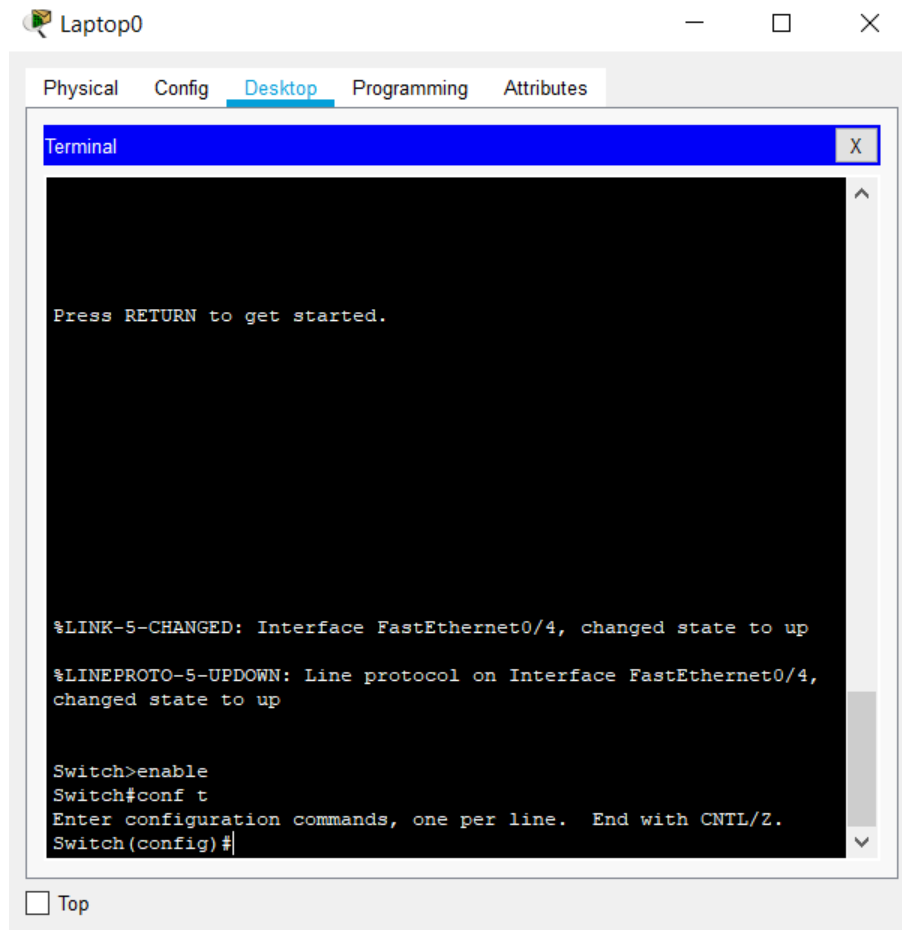 Laptop0
Physical Config Desktop Programming Attributes
Terminal
X
Press RETURN to get started.
%LINK-5-CHANGED: Interface FastEthernet0/4, changed state to up
%LINEPROTO-5-UPDOWN: Line protocol on Interface FastEthernet0/4,
changed state to up
Switch>enable
Switch#conf t
Enter configuration commands, one per line.  End with CNTL/Z.
Switch(config)#
Top